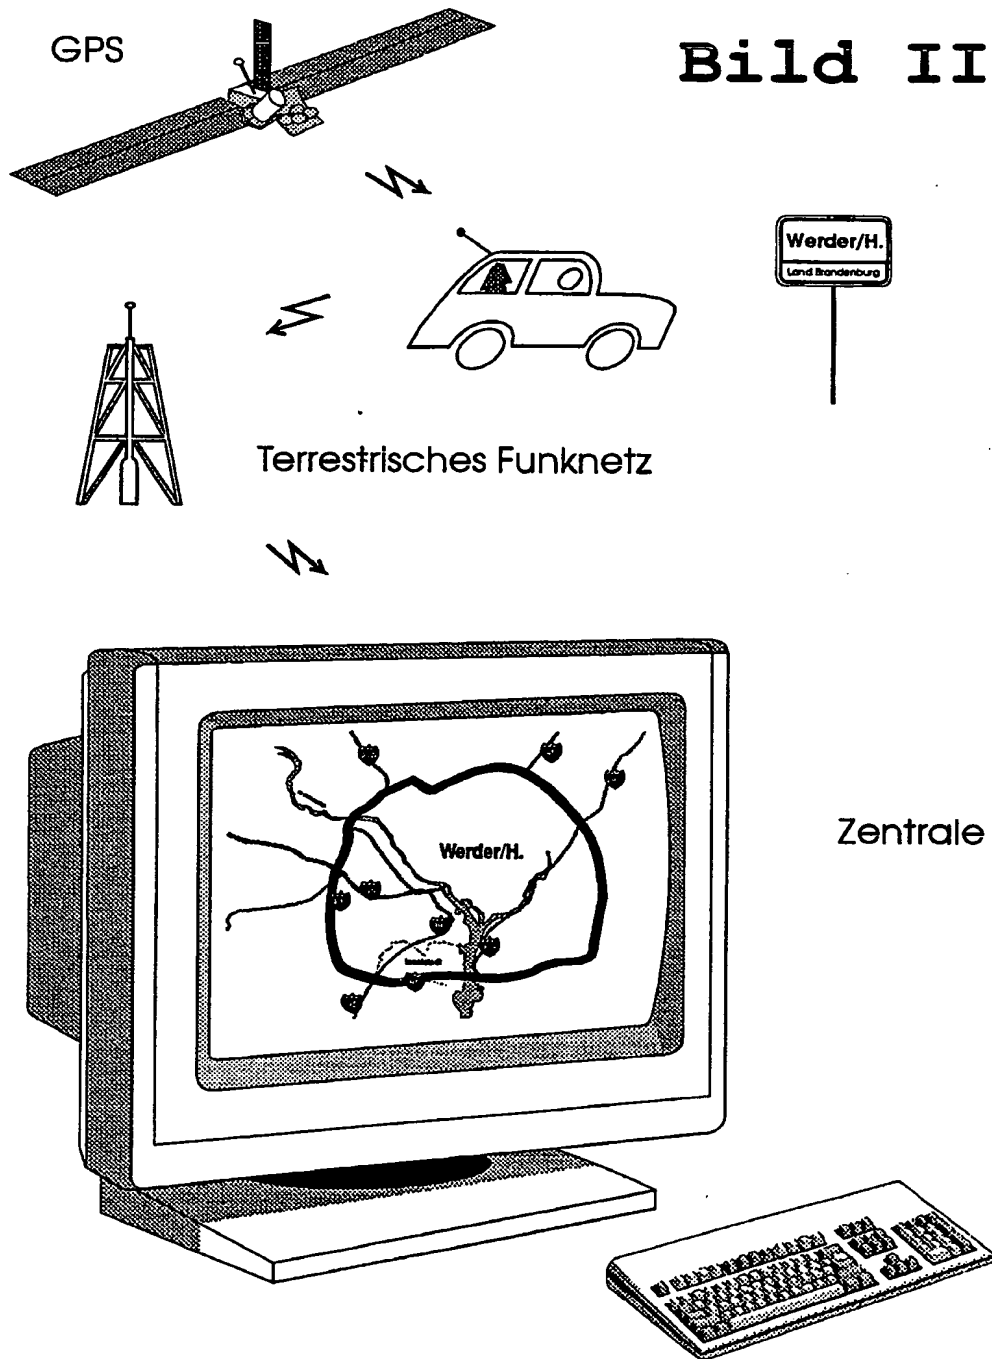 GPS
Bild II
Werder/H.
Land Brandenburg
Terrestrisches Funknetz
Zentrale
Werder/H.